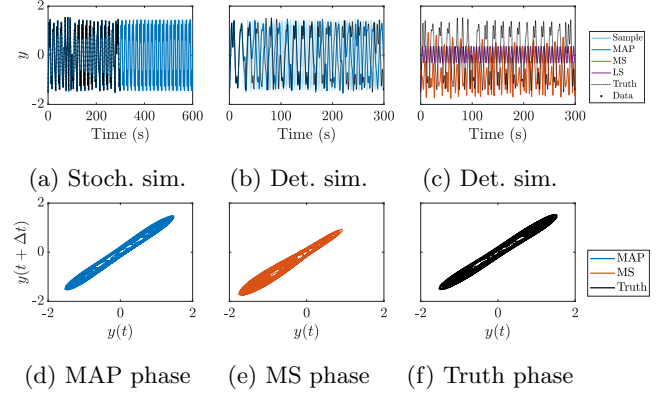 2
0
-2
y
0 200 400 600
Time (s)
(a) Stoch. sim.
0 100 200 300
Time (s)
(b) Det. sim.
0 100 200 300
Time (s)
(c) Det. sim.
Sample
MAP
MS
LS
Truth
Data
2
0
-2
y(t + Δt)
-2 0 2
y(t)
(d) MAP phase
-2 0 2
y(t)
(e) MS phase
-2 0 2
y(t)
(f) Truth phase
MAP
MS
Truth